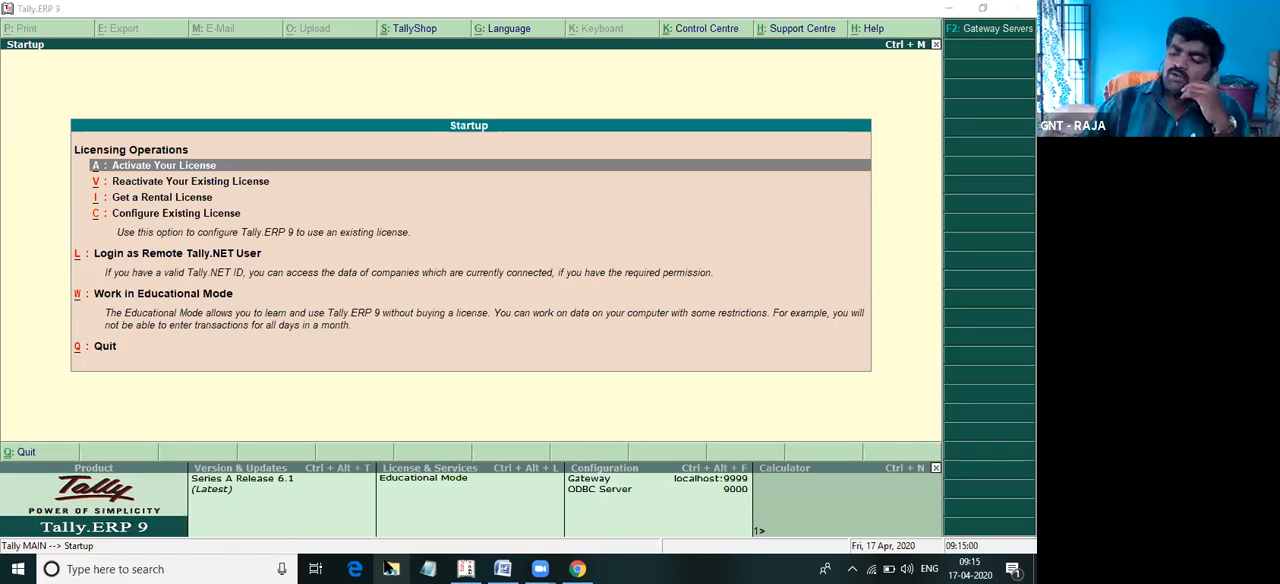 Tally.ERP 9
P: Print E: Export M: E-Mail O: Upload S: TallyShop G: Language K: Keyboard K: Control Centre H: Support Centre H: Help F2: Gateway Servers
Startup Ctrl + M
GNT - RAJA
Startup
Licensing Operations
A : Activate Your License
V : Reactivate Your Existing License
I : Get a Rental License
C : Configure Existing License
Use this option to configure Tally.ERP 9 to use an existing license.
L : Login as Remote Tally.NET User
If you have a valid Tally.NET ID, you can access the data of companies which are currently connected, if you have the required permission.
W : Work in Educational Mode
The Educational Mode allows you to learn and use Tally.ERP 9 without buying a license. You can work on data on your computer with some restrictions. For example, you will
not be able to enter transactions for all days in a month.
Q : Quit
Q: Quit
Product Version & Updates Ctrl + Alt + T License & Services Ctrl + Alt + L Configuration Ctrl + Alt + F Calculator Ctrl + N
Series A Release 6.1 Educational Mode Gateway localhost:9999
(Latest) ODBC Server 9000
Tally
POWER OF SIMPLICITY
Tally.ERP 9
1>
Tally MAIN --> Startup Fri, 17 Apr, 2020 09:15:00
Type here to search ENG 09:15
17-04-2020
1